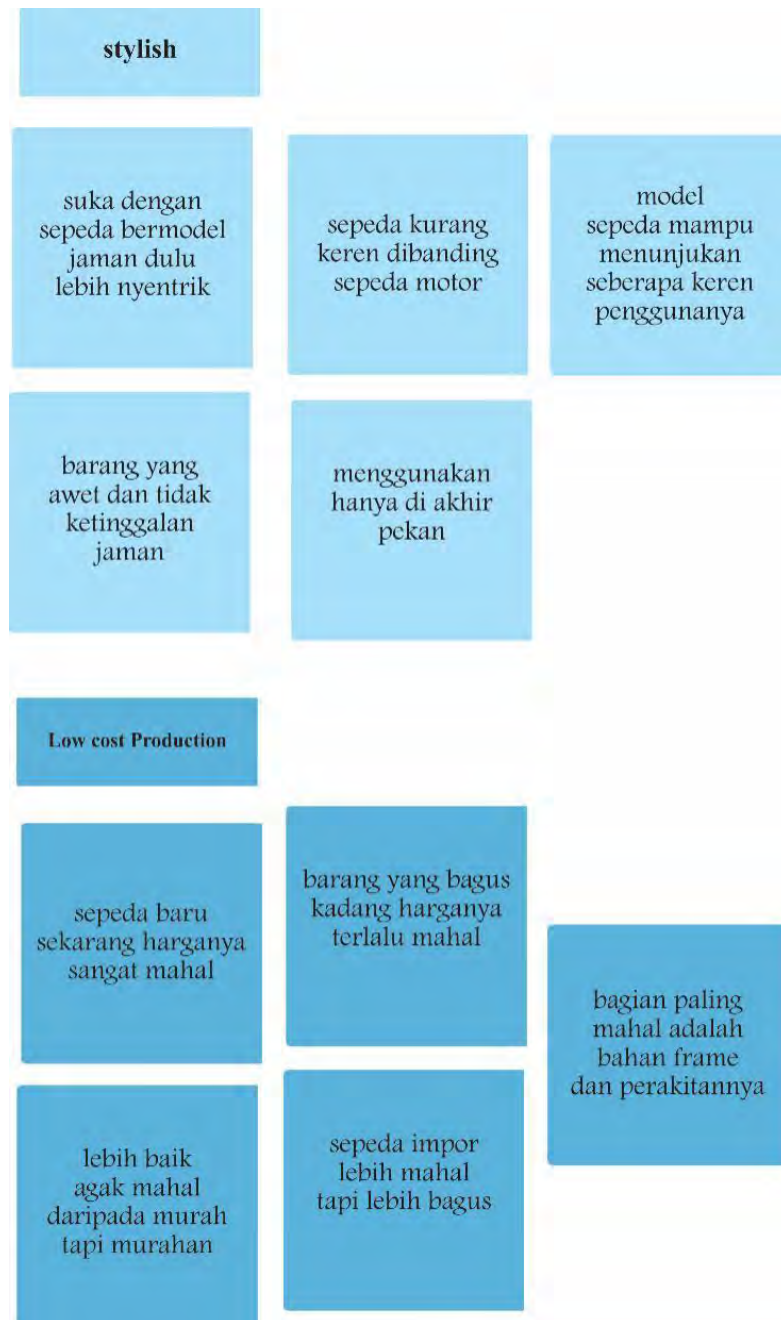 stylish
suka dengan
sepeda bermodel
jaman dulu
lebih nyentrik
sepeda kurang
keren dibanding
sepeda motor
model
sepeda mampu
menunjukan
seberapa keren
penggunanya
barang yang
awet dan tidak
ketinggalan
jaman
menggunakan
hanya di akhir
pekan
Low cost Production
sepeda baru
sekarang harganya
sangat mahal
barang yang bagus
kadang harganya
terlalu mahal
bagian paling
mahal adalah
bahan frame
dan perakitannya
lebih baik
agak mahal
daripada murah
tapi murahan
sepeda impor
lebih mahal
tapi lebih bagus